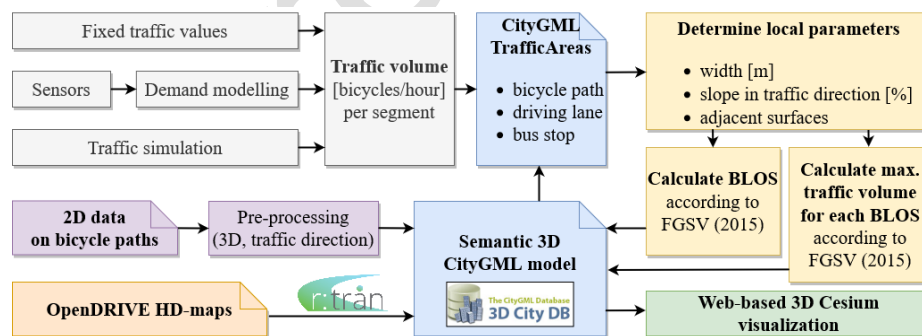 Fixed traffic values
Sensors
Demand modelling
Traffic simulation
Traffic volume
[bicycles/hour]
per segment
CityGML
TrafficAreas
• bicycle path
• driving lane
• bus stop
Determine local parameters
• width [m]
• slope in traffic direction [%]
• adjacent surfaces
Calculate BLOS
according to
FGSV (2015)
Calculate max.
traffic volume
for each BLOS
according to
FGSV (2015)
2D data
on bicycle paths
Pre-processing
(3D, traffic direction)
Semantic 3D
CityGML model
The CityGML Database
3D City DB
OpenDRIVE HD-maps
r:trån
Web-based 3D Cesium
visualization